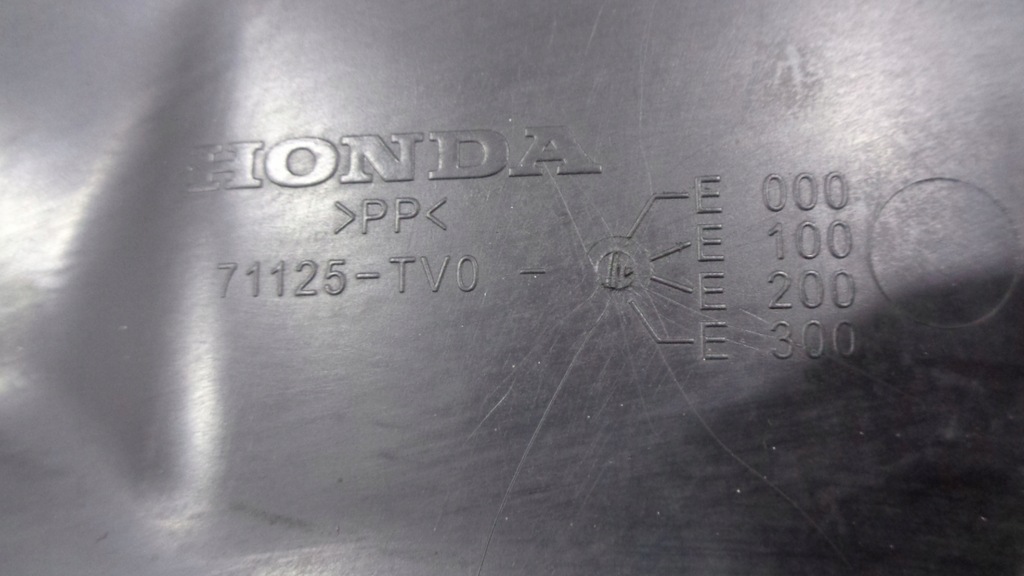 HONDA
>PP<
71125-TV0 -
E 000
E 100
E 200
E 300